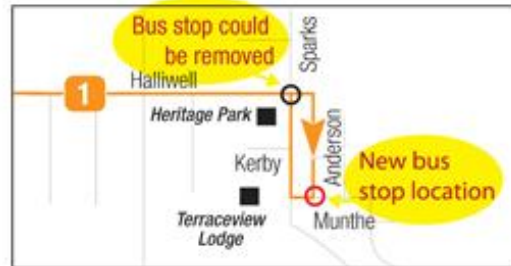 Bus stop could
be removed
Sparks
Halliwell
1
Heritage Park
Anderson
Kerby
New bus
stop location
Terraceview
Lodge
Munthe